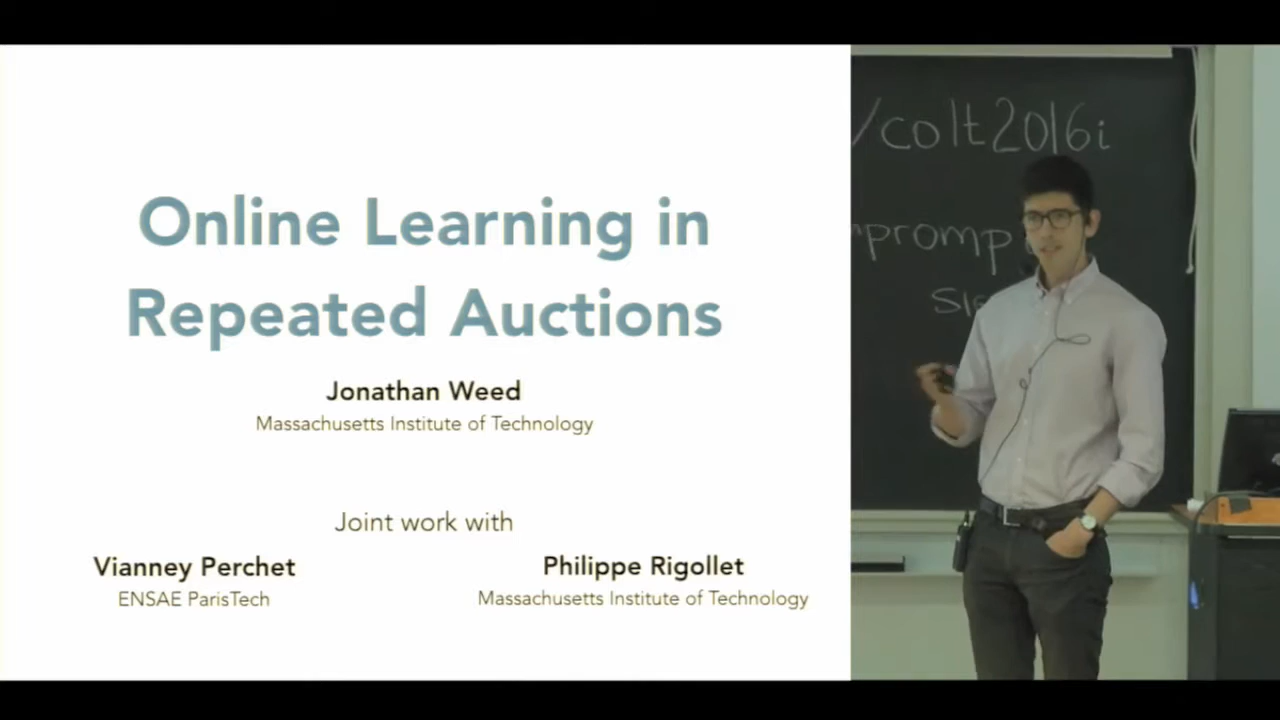 Online Learning in
Repeated Auctions
Jonathan Weed
Massachusetts Institute of Technology
Joint work with
Vianney Perchet
ENSAE ParisTech
Philippe Rigollet
Massachusetts Institute of Technology
/colt2016i
promp